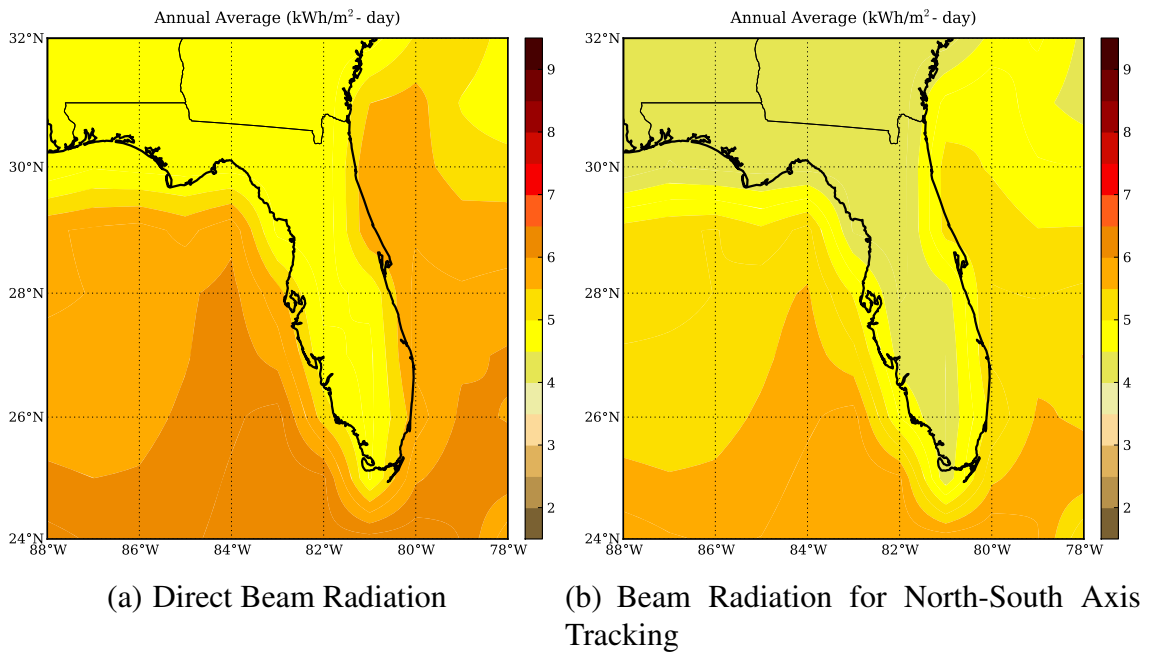 Annual Average (kWh/m² - day)
32°N
30°N
28°N
26°N
24°N
88°W 86°W 84°W 82°W 80°W 78°W
9
8
7
6
5
4
3
2
(a) Direct Beam Radiation
Annual Average (kWh/m² - day)
32°N
30°N
28°N
26°N
24°N
88°W 86°W 84°W 82°W 80°W 78°W
9
8
7
6
5
4
3
2
(b) Beam Radiation for North-South Axis
Tracking